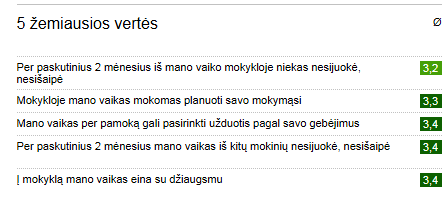 5 žemiausios vertės Ø
Per paskutinius 2 mėnesius iš mano vaiko mokykloje niekas nesijuokė, 3,2
nesišaipė
Mokykloje mano vaikas mokomas planuoti savo mokymąsi 3,3
Mano vaikas per pamoką gali pasirinkti užduotis pagal savo gebėjimus 3,4
Per paskutinius 2 mėnesius mano vaikas iš kitų mokinių nesijuokė, nesišaipė 3,4
Į mokyklą mano vaikas eina su džiaugsmu 3,4